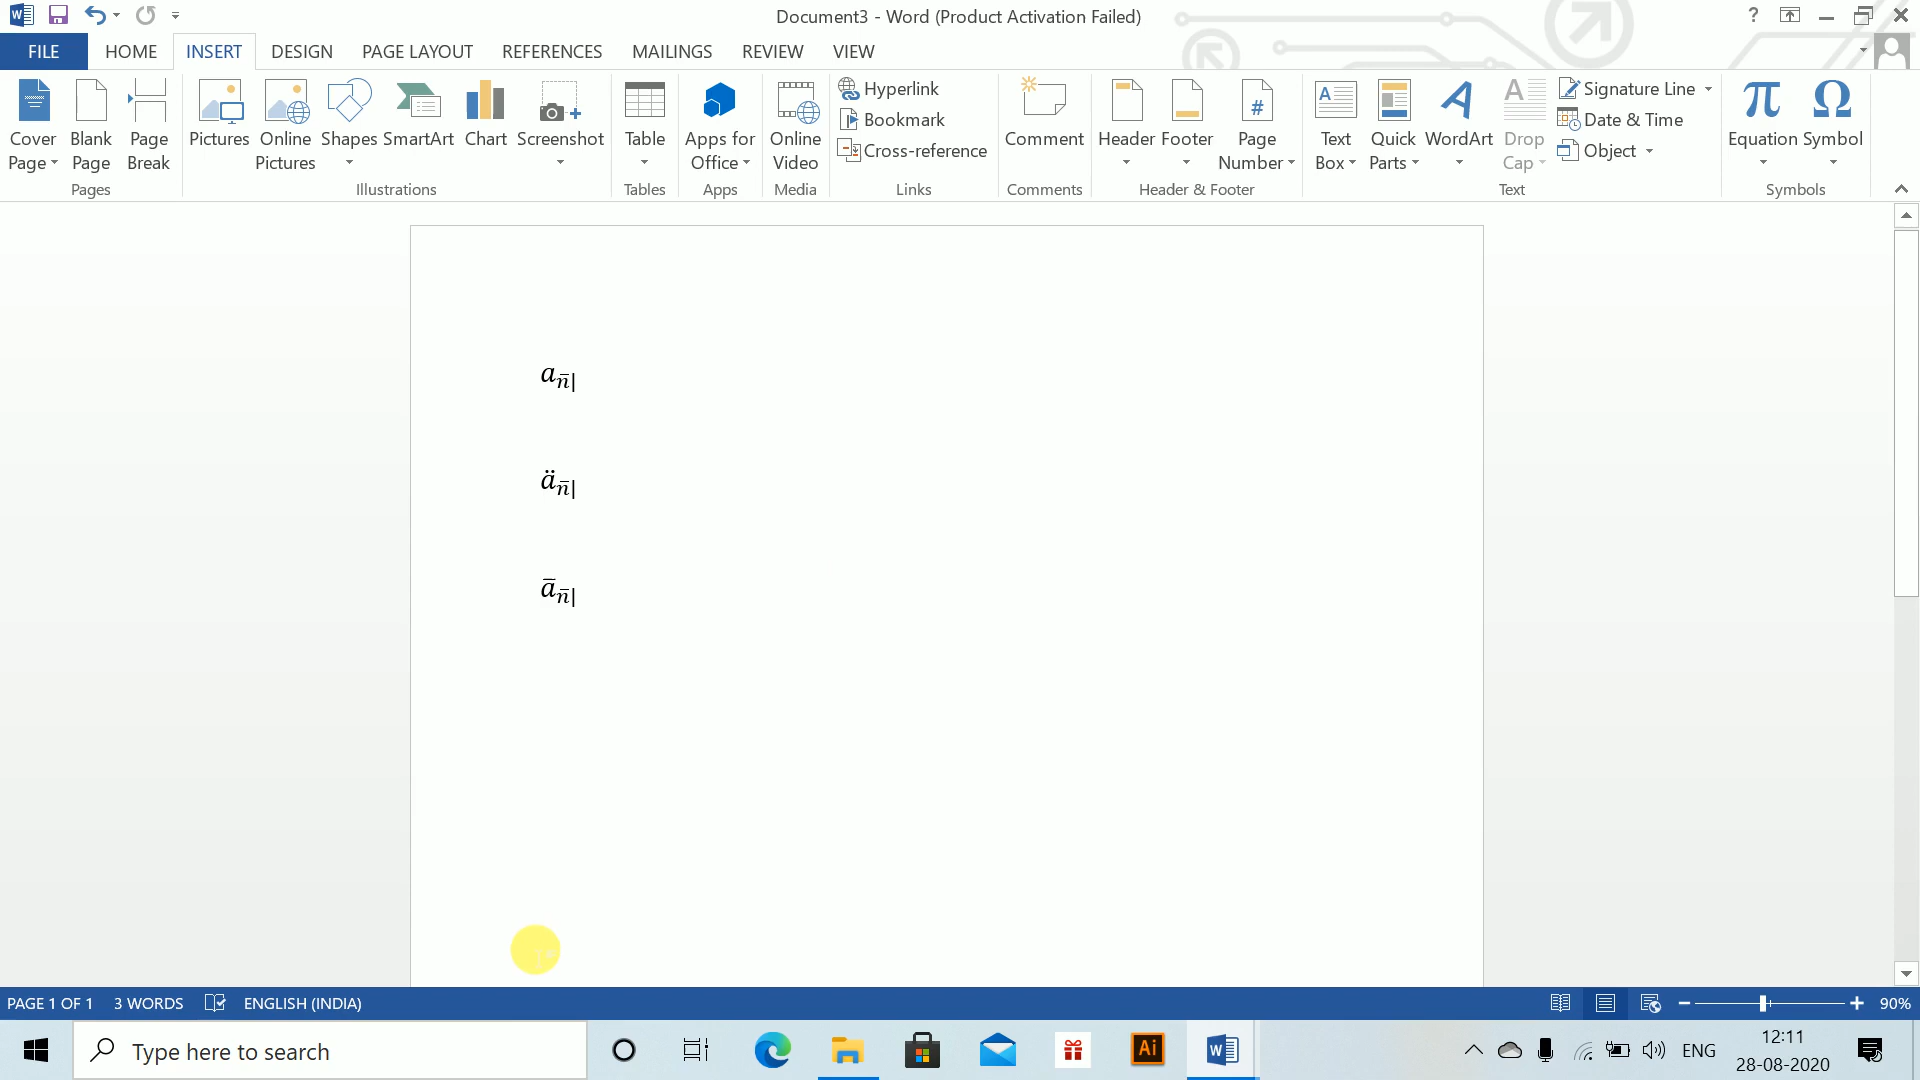 Document3 - Word (Product Activation Failed)
?
FILE HOME INSERT DESIGN PAGE LAYOUT REFERENCES MAILINGS REVIEW VIEW
Cover Page
Blank Page
Page Break
Pages
Pictures
Online Pictures
Shapes
SmartArt
Chart
Screenshot
Illustrations
Table
Tables
Apps for Office
Apps
Online Video
Media
Hyperlink
Bookmark
Cross-reference
Links
Comment
Comments
Header
Footer
Page Number
Header & Footer
Text Box
Quick Parts
WordArt
Drop Cap
Signature Line
Date & Time
Object
Text
π Equation
Ω Symbol
Symbols
a_n̄|
ä_n̄|
ā_n̄|
PAGE 1 OF 1 3 WORDS ENGLISH (INDIA) 90%
Type here to search
Ai
ENG
12:11
28-08-2020